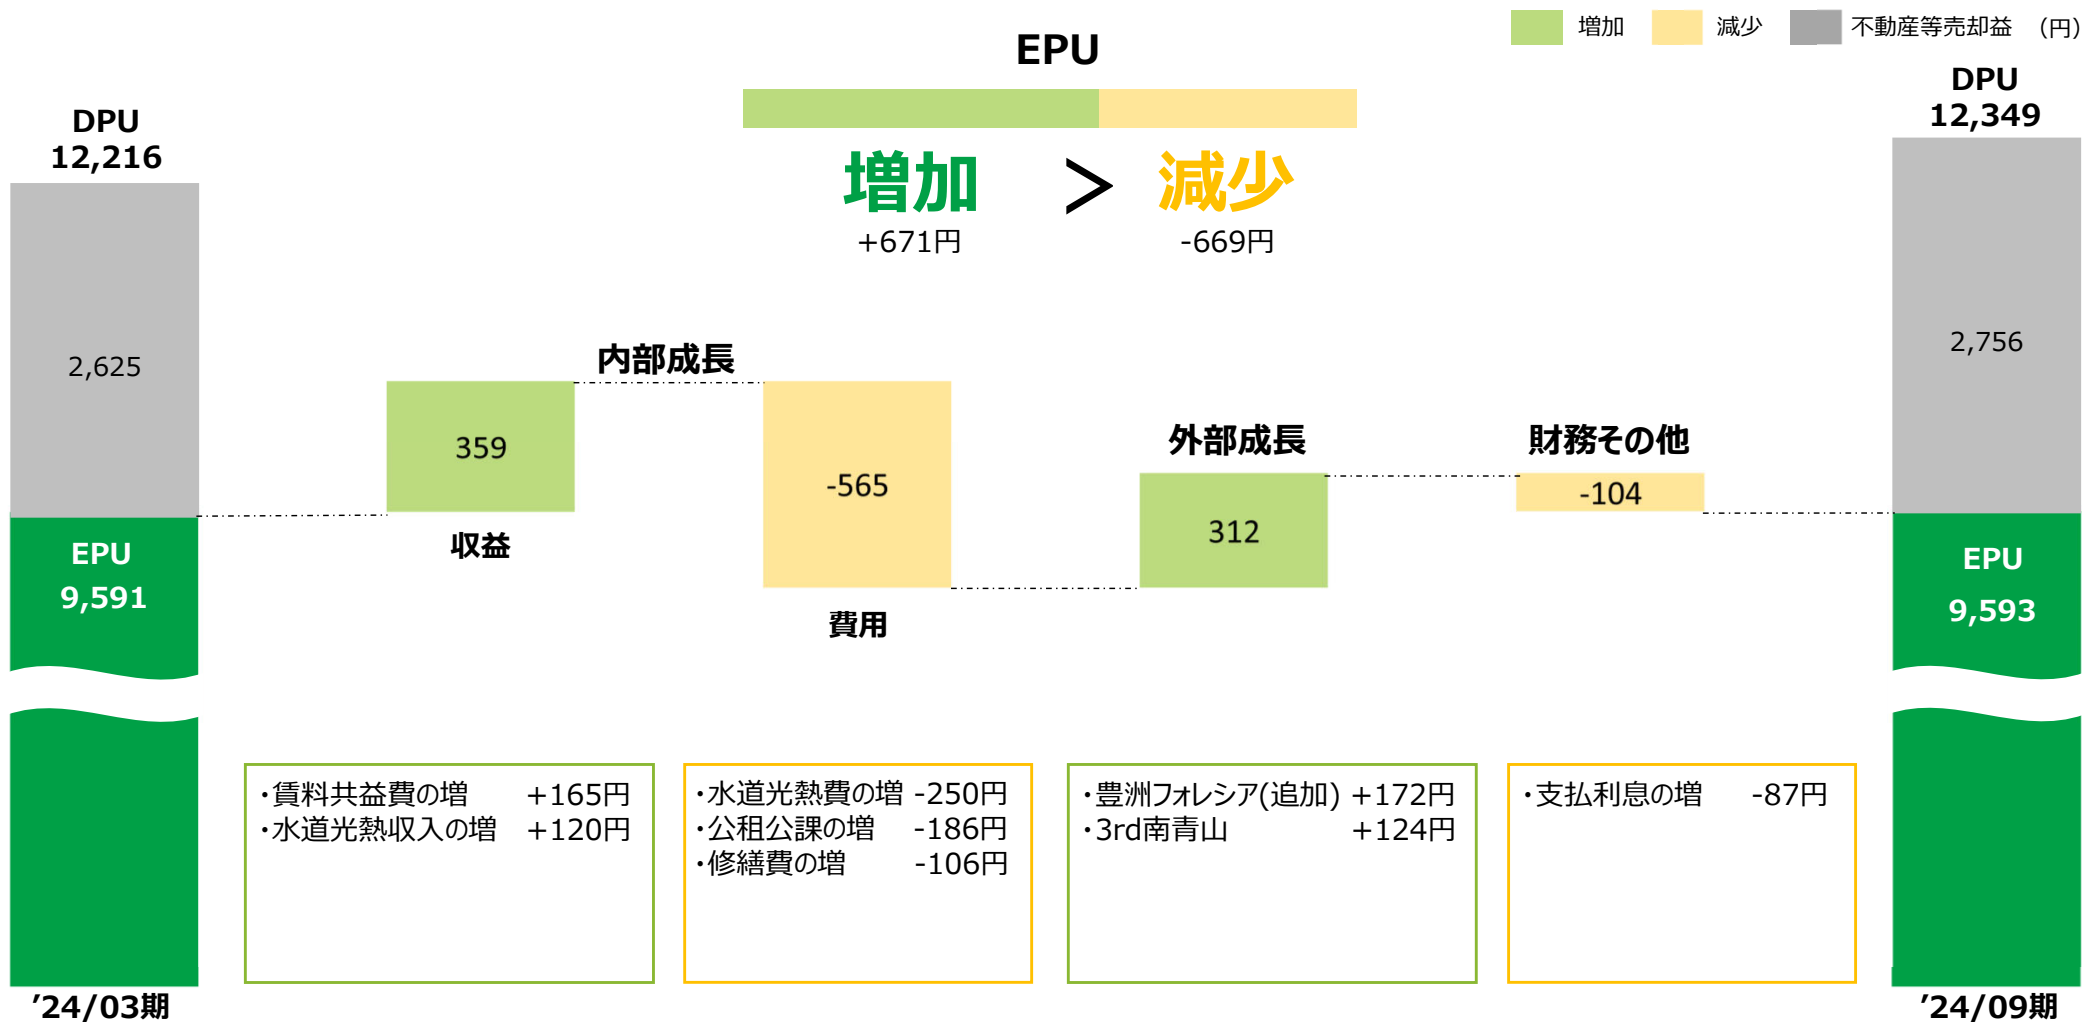 増加 減少 不動産等売却益 (円)
EPU
増加 > 減少
+671円 -669円
DPU
12,216
2,625
EPU
9,591
’24/03期
内部成長
359
収益
-565
費用
外部成長
312
財務その他
-104
DPU
12,349
2,756
EPU
9,593
’24/09期
・賃料共益費の増 +165円
・水道光熱収入の増 +120円
・水道光熱費の増 -250円
・公租公課の増 -186円
・修繕費の増 -106円
・豊洲フォレシア(追加) +172円
・3rd南青山 +124円
・支払利息の増 -87円